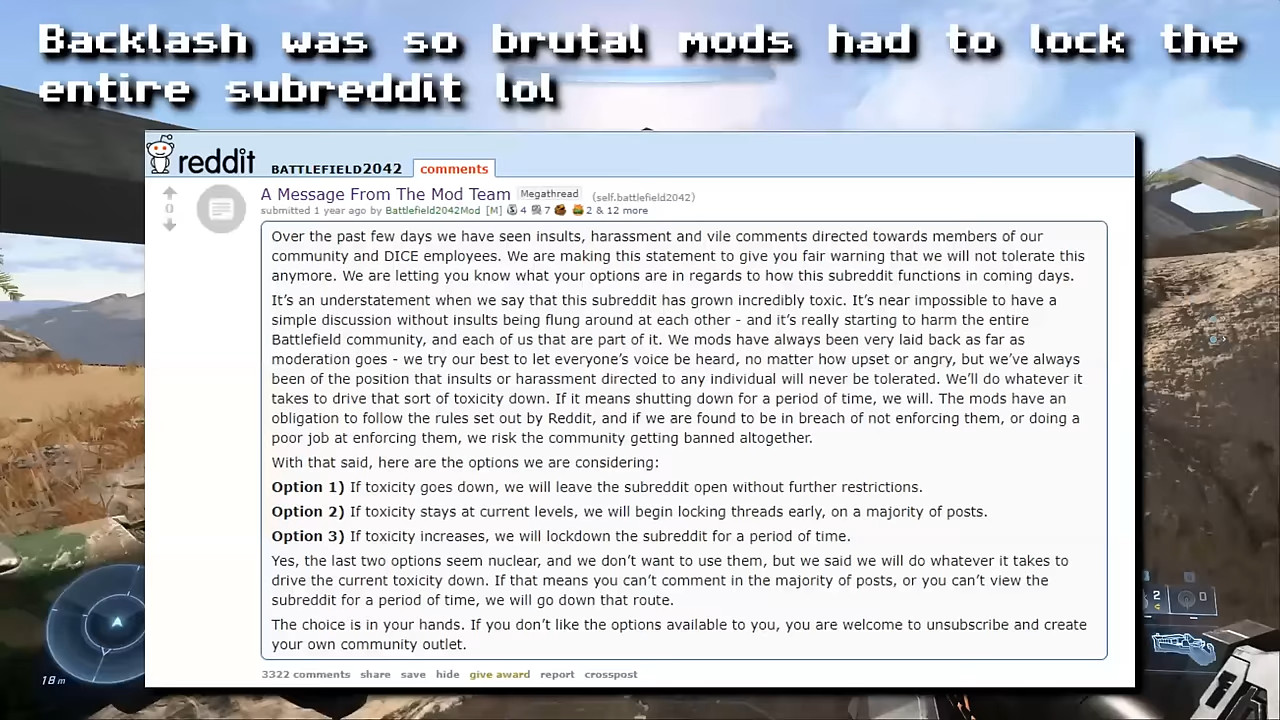 Backlash was so brutal mods had to lock the
entire subreddit lol
reddit BATTLEFIELD2042 comments
A Message From The Mod Team Megathread (self.battlefield2042)
0
submitted 1 year ago by Battlefield2042Mod [M] 4 7 2 & 12 more
Over the past few days we have seen insults, harassment and vile comments directed towards members of our
community and DICE employees. We are making this statement to give you fair warning that we will not tolerate this
anymore. We are letting you know what your options are in regards to how this subreddit functions in coming days.
It's an understatement when we say that this subreddit has grown incredibly toxic. It's near impossible to have a
simple discussion without insults being flung around at each other - and it's really starting to harm the entire
Battlefield community, and each of us that are part of it. We mods have always been very laid back as far as
moderation goes - we try our best to let everyone's voice be heard, no matter how upset or angry, but we've always
been of the position that insults or harassment directed to any individual will never be tolerated. We'll do whatever it
takes to drive that sort of toxicity down. If it means shutting down for a period of time, we will. The mods have an
obligation to follow the rules set out by Reddit, and if we are found to be in breach of not enforcing them, or doing a
poor job at enforcing them, we risk the community getting banned altogether.
With that said, here are the options we are considering:
Option 1) If toxicity goes down, we will leave the subreddit open without further restrictions.
Option 2) If toxicity stays at current levels, we will begin locking threads early, on a majority of posts.
Option 3) If toxicity increases, we will lockdown the subreddit for a period of time.
Yes, the last two options seem nuclear, and we don't want to use them, but we said we will do whatever it takes to
drive the current toxicity down. If that means you can't comment in the majority of posts, or you can't view the
subreddit for a period of time, we will go down that route.
The choice is in your hands. If you don't like the options available to you, you are welcome to unsubscribe and create
your own community outlet.
3322 comments share save hide give award report crosspost
18 m
2 0